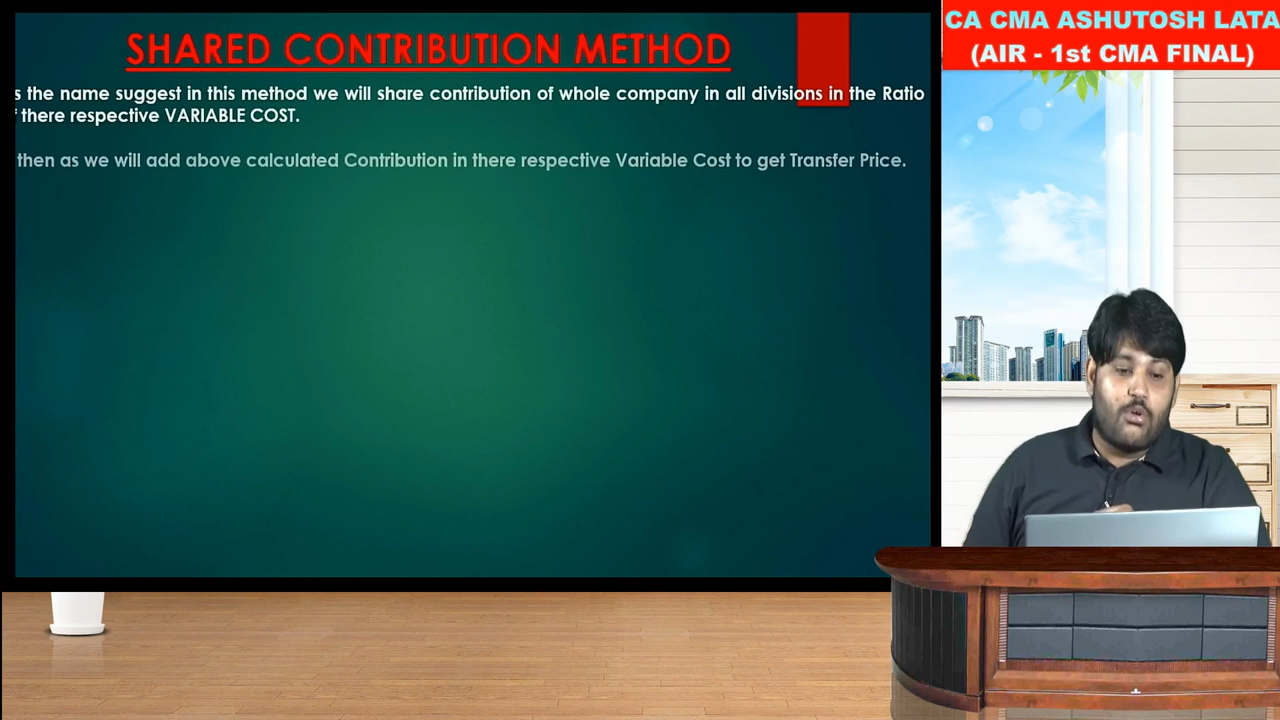 SHARED CONTRIBUTION METHOD
s the name suggest in this method we will share contribution of whole company in all divisions in the Ratio
there respective VARIABLE COST.
then as we will add above calculated Contribution in there respective Variable Cost to get Transfer Price.
CA CMA ASHUTOSH LATA
(AIR - 1st CMA FINAL)